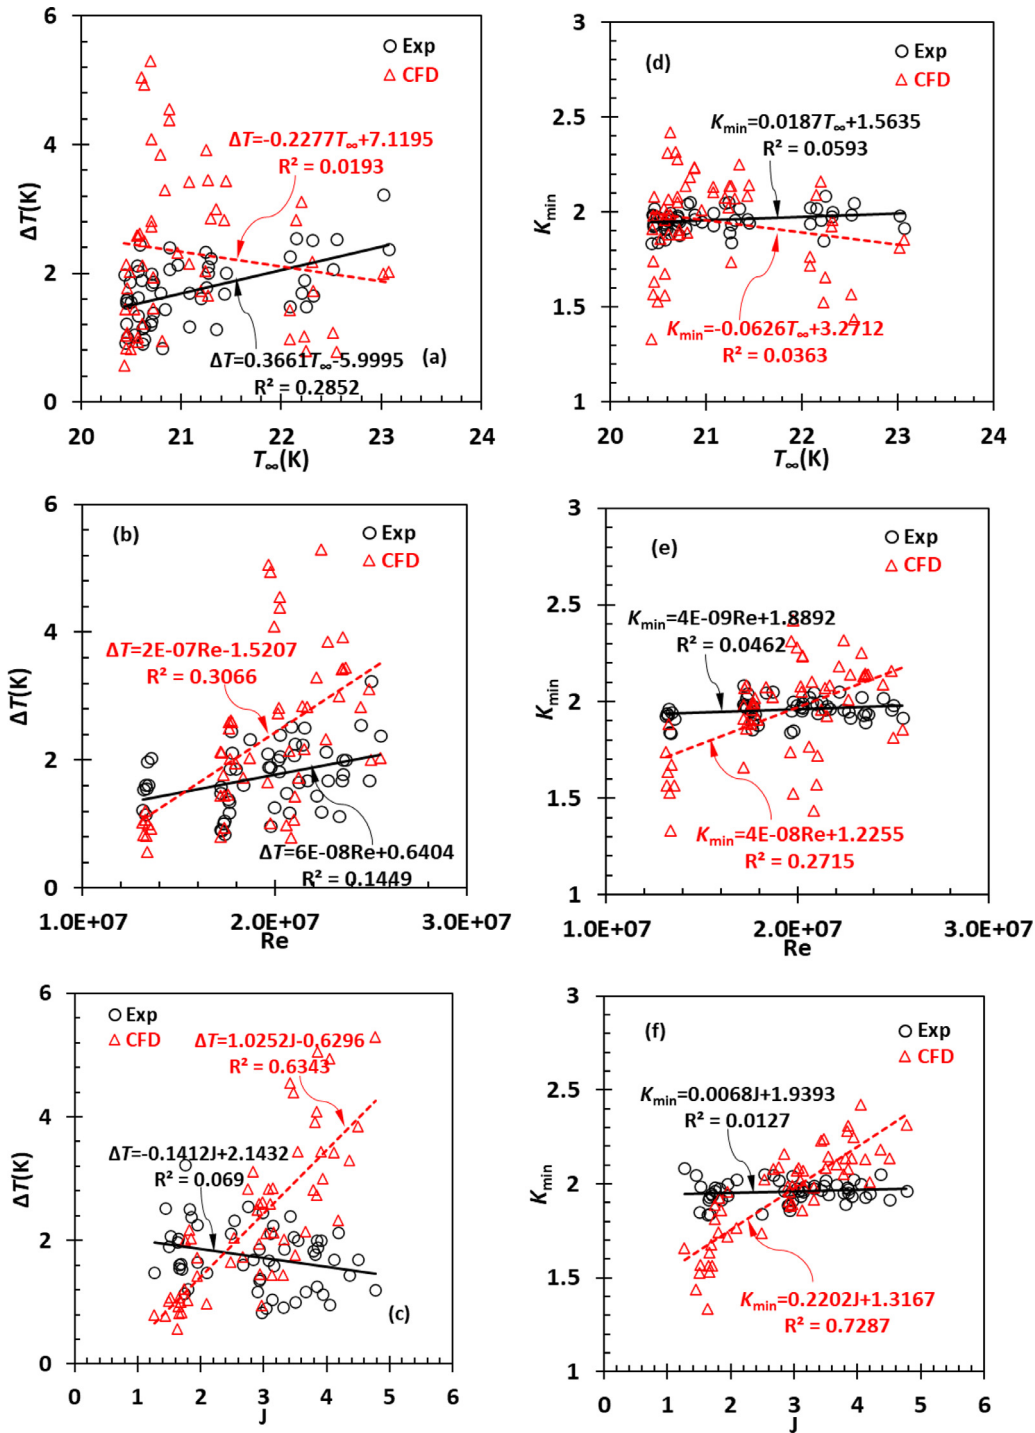 6
Exp
CFD
ΔT=-0.2277T∞+7.1195
R² = 0.0193
4
ΔT(K)
2
ΔT=0.3661T∞-5.9995
R² = 0.2852
(a)
0
20 21 22 23 24
T∞(K)
3
(d)
Exp
CFD
2.5
Kmin=0.0187T∞+1.5635
R² = 0.0593
Kmin
2
1.5
Kmin=-0.0626T∞+3.2712
R² = 0.0363
1
20 21 22 23 24
T∞(K)
6
(b)
Exp
CFD
4
ΔT=2E-07Re-1.5207
R² = 0.3066
ΔT(K)
2
ΔT=6E-08Re+0.6404
R² = 0.1449
0
1.0E+07 2.0E+07 3.0E+07
Re
3
(e)
Exp
CFD
2.5
Kmin=4E-09Re+1.8892
R² = 0.0462
Kmin
2
1.5
Kmin=4E-08Re+1.2255
R² = 0.2715
1
1.0E+07 2.0E+07 3.0E+07
Re
6
Exp
CFD
ΔT=1.0252J-0.6296
R² = 0.6343
4
ΔT=-0.1412J+2.1432
R² = 0.069
ΔT(K)
2
(c)
0
0 1 2 3 4 5 6
J
3
(f)
Exp
CFD
2.5
Kmin=0.0068J+1.9393
R² = 0.0127
Kmin
2
1.5
Kmin=0.2202J+1.3167
R² = 0.7287
1
0 1 2 3 4 5 6
J